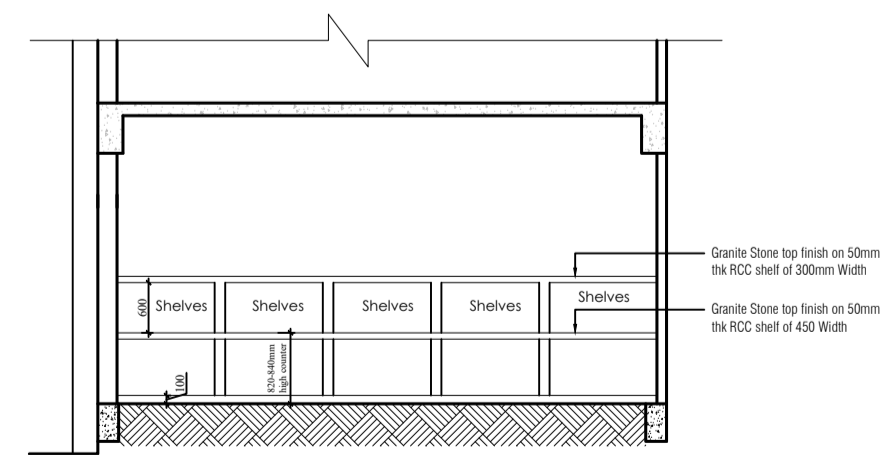 Granite Stone top finish on 50mm
thk RCC shelf of 300mm Width
Shelves
Shelves
Shelves
Shelves
Shelves
600
Granite Stone top finish on 50mm
thk RCC shelf of 450 Width
820-840mm
high counter
100